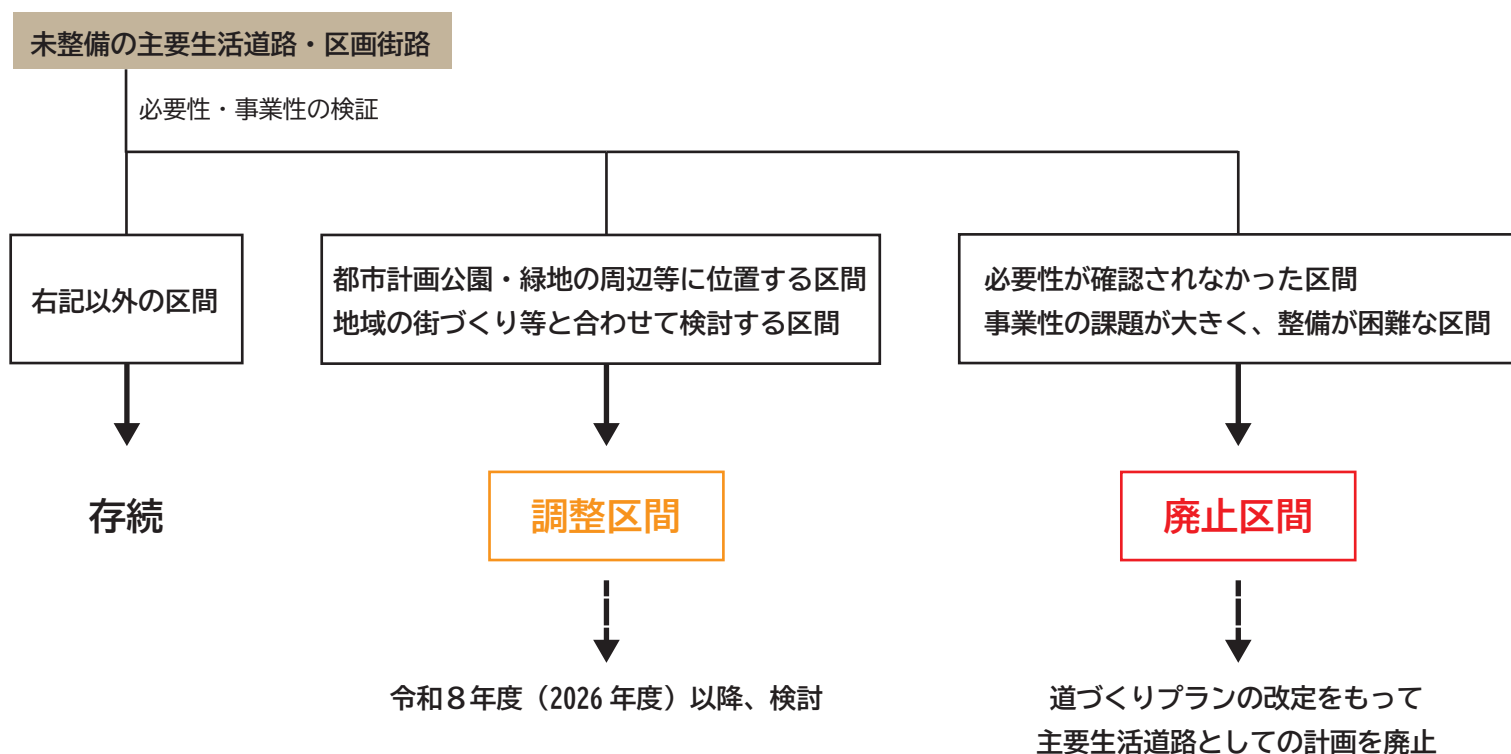 未整備の主要生活道路・区画街路
必要性・事業性の検証
右記以外の区間
都市計画公園・緑地の周辺等に位置する区間
地域の街づくり等と合わせて検討する区間
必要性が確認されなかった区間
事業性の課題が大きく、整備が困難な区間
存続
調整区間
廃止区間
令和８年度（2026 年度）以降、検討
道づくりプランの改定をもって
主要生活道路としての計画を廃止